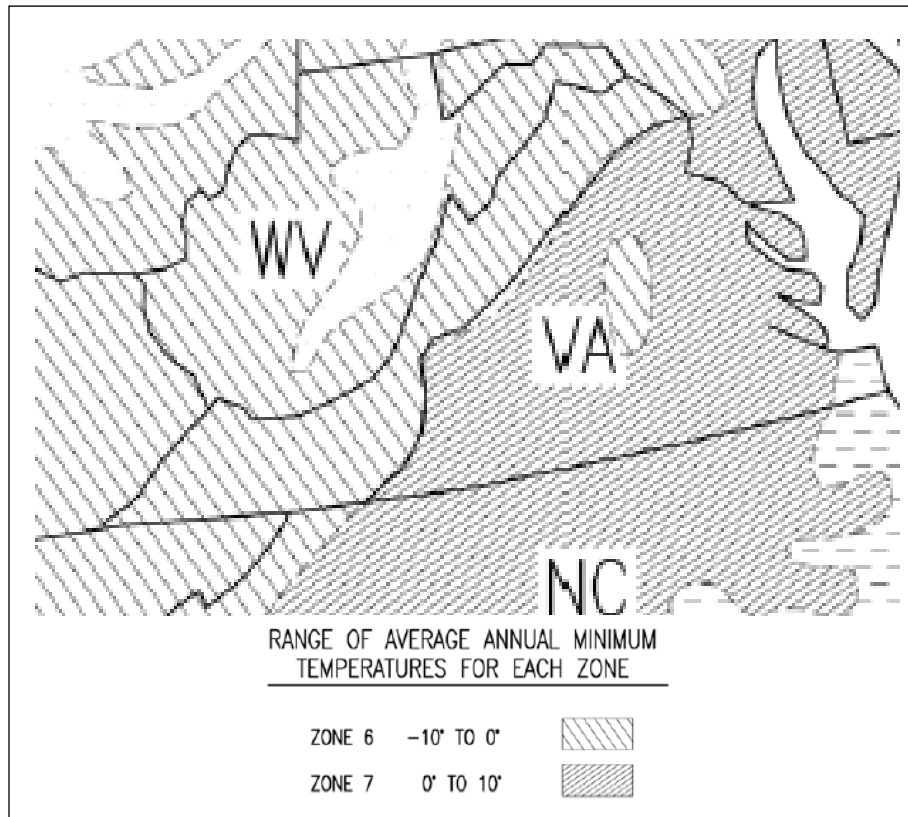 WV
VA
NC
RANGE OF AVERAGE ANNUAL MINIMUM
TEMPERATURES FOR EACH ZONE
ZONE 6 -10° TO 0°
ZONE 7 0° TO 10°